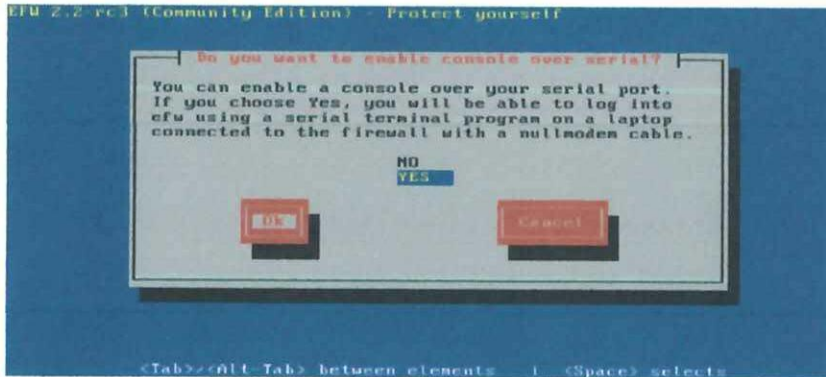 EFW 2.2-rc3 (Community Edition) - Protect yourself
Do you want to enable console over serial?
You can enable a console over your serial port.
If you choose Yes, you will be able to log into
efw using a serial terminal program on a laptop
connected to the firewall with a nullmodem cable.
NO
YES
Ok Cancel
<Tab>/<Alt-Tab> between elements | <Space> selects